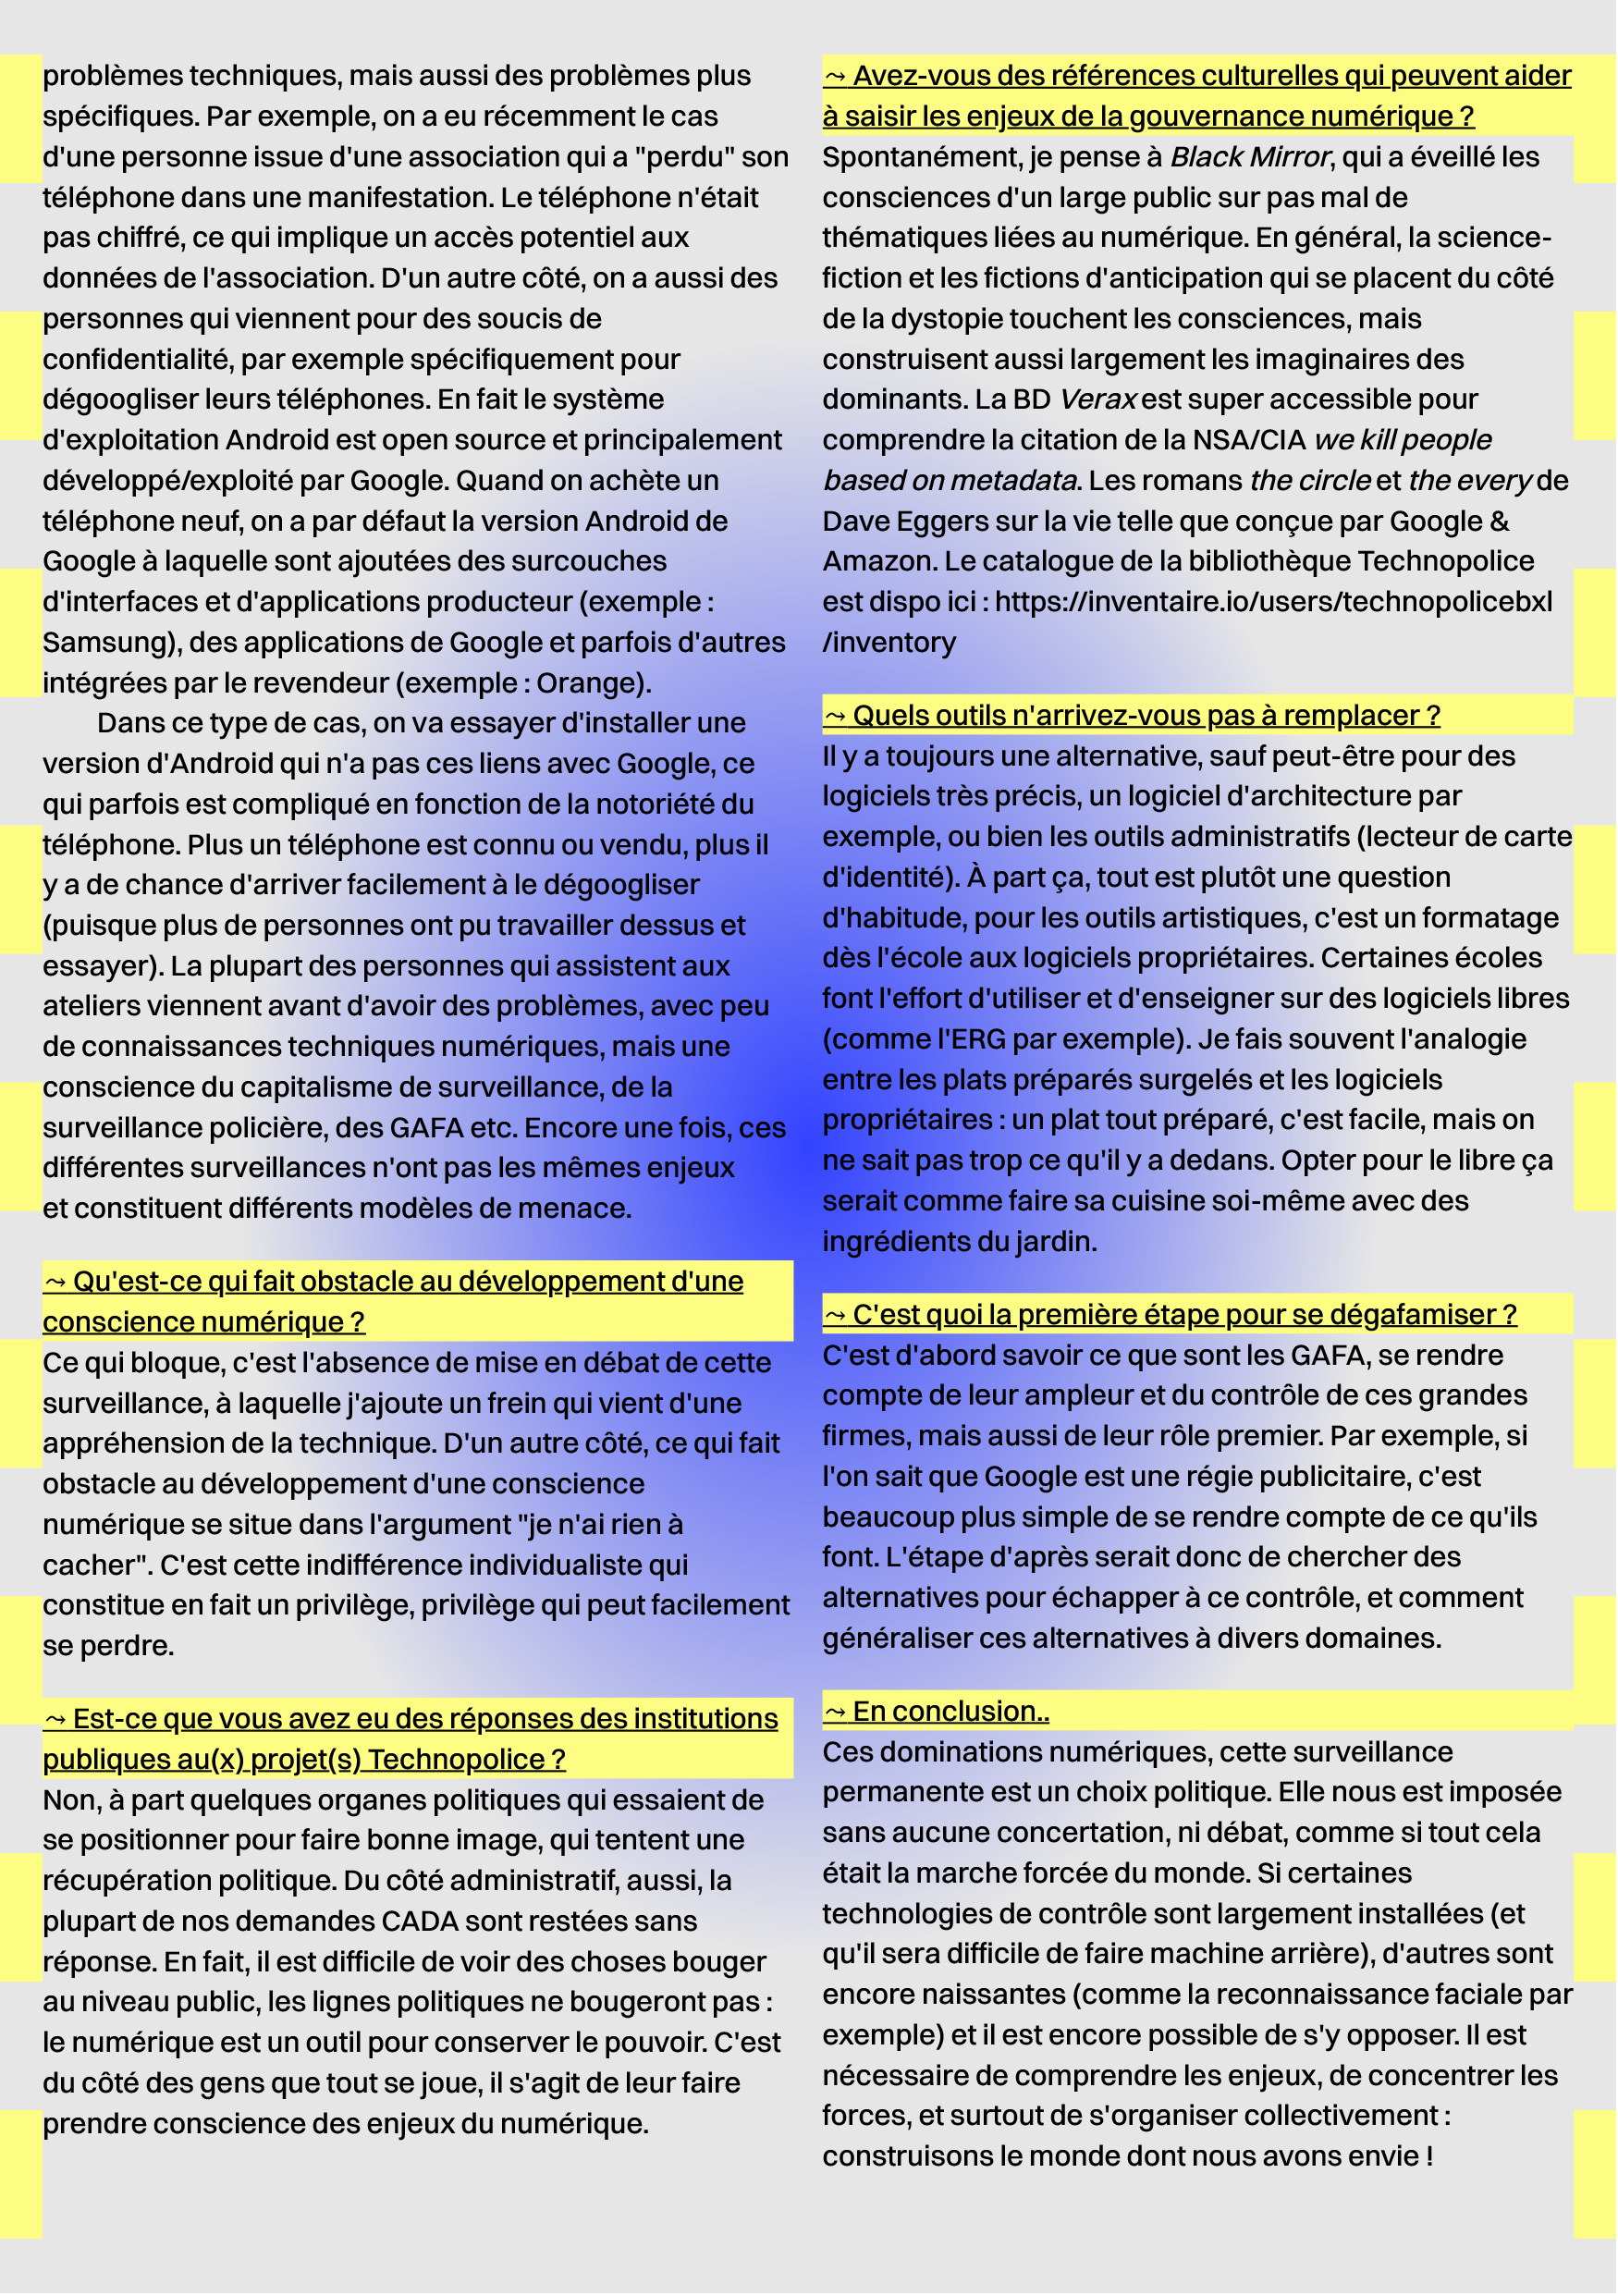 problèmes techniques, mais aussi des problèmes plus
spécifiques. Par exemple, on a eu récemment le cas
d'une personne issue d'une association qui a "perdu" son
téléphone dans une manifestation. Le téléphone n'était
pas chiffré, ce qui implique un accès potentiel aux
données de l'association. D'un autre côté, on a aussi des
personnes qui viennent pour des soucis de
confidentialité, par exemple spécifiquement pour
dégoogliser leurs téléphones. En fait le système
d'exploitation Android est open source et principalement
développé/exploité par Google. Quand on achète un
téléphone neuf, on a par défaut la version Android de
Google à laquelle sont ajoutées des surcouches
d'interfaces et d'applications producteur (exemple :
Samsung), des applications de Google et parfois d'autres
intégrées par le revendeur (exemple : Orange).
Dans ce type de cas, on va essayer d'installer une
version d'Android qui n'a pas ces liens avec Google, ce
qui parfois est compliqué en fonction de la notoriété du
téléphone. Plus un téléphone est connu ou vendu, plus il
y a de chance d'arriver facilement à le dégoogliser
(puisque plus de personnes ont pu travailler dessus et
essayer). La plupart des personnes qui assistent aux
ateliers viennent avant d'avoir des problèmes, avec peu
de connaissances techniques numériques, mais une
conscience du capitalisme de surveillance, de la
surveillance policière, des GAFA etc. Encore une fois, ces
différentes surveillances n'ont pas les mêmes enjeux
et constituent différents modèles de menace.
⤳ Qu'est-ce qui fait obstacle au développement d'une
conscience numérique ?
Ce qui bloque, c'est l'absence de mise en débat de cette
surveillance, à laquelle j'ajoute un frein qui vient d'une
appréhension de la technique. D'un autre côté, ce qui fait
obstacle au développement d'une conscience
numérique se situe dans l'argument "je n'ai rien à
cacher". C'est cette indifférence individualiste qui
constitue en fait un privilège, privilège qui peut facilement
se perdre.
⤳ Est-ce que vous avez eu des réponses des institutions
publiques au(x) projet(s) Technopolice ?
Non, à part quelques organes politiques qui essaient de
se positionner pour faire bonne image, qui tentent une
récupération politique. Du côté administratif, aussi, la
plupart de nos demandes CADA sont restées sans
réponse. En fait, il est difficile de voir des choses bouger
au niveau public, les lignes politiques ne bougeront pas :
le numérique est un outil pour conserver le pouvoir. C'est
du côté des gens que tout se joue, il s'agit de leur faire
prendre conscience des enjeux du numérique.
⤳ Avez-vous des références culturelles qui peuvent aider
à saisir les enjeux de la gouvernance numérique ?
Spontanément, je pense à Black Mirror, qui a éveillé les
consciences d'un large public sur pas mal de
thématiques liées au numérique. En général, la science-
fiction et les fictions d'anticipation qui se placent du côté
de la dystopie touchent les consciences, mais
construisent aussi largement les imaginaires des
dominants. La BD Verax est super accessible pour
comprendre la citation de la NSA/CIA we kill people
based on metadata. Les romans the circle et the every de
Dave Eggers sur la vie telle que conçue par Google &
Amazon. Le catalogue de la bibliothèque Technopolice
est dispo ici : https://inventaire.io/users/technopolicebxl
/inventory
⤳ Quels outils n'arrivez-vous pas à remplacer ?
Il y a toujours une alternative, sauf peut-être pour des
logiciels très précis, un logiciel d'architecture par
exemple, ou bien les outils administratifs (lecteur de carte
d'identité). À part ça, tout est plutôt une question
d'habitude, pour les outils artistiques, c'est un formatage
dès l'école aux logiciels propriétaires. Certaines écoles
font l'effort d'utiliser et d'enseigner sur des logiciels libres
(comme l'ERG par exemple). Je fais souvent l'analogie
entre les plats préparés surgelés et les logiciels
propriétaires : un plat tout préparé, c'est facile, mais on
ne sait pas trop ce qu'il y a dedans. Opter pour le libre ça
serait comme faire sa cuisine soi-même avec des
ingrédients du jardin.
⤳ C'est quoi la première étape pour se dégafamiser ?
C'est d'abord savoir ce que sont les GAFA, se rendre
compte de leur ampleur et du contrôle de ces grandes
firmes, mais aussi de leur rôle premier. Par exemple, si
l'on sait que Google est une régie publicitaire, c'est
beaucoup plus simple de se rendre compte de ce qu'ils
font. L'étape d'après serait donc de chercher des
alternatives pour échapper à ce contrôle, et comment
généraliser ces alternatives à divers domaines.
⤳ En conclusion..
Ces dominations numériques, cette surveillance
permanente est un choix politique. Elle nous est imposée
sans aucune concertation, ni débat, comme si tout cela
était la marche forcée du monde. Si certaines
technologies de contrôle sont largement installées (et
qu'il sera difficile de faire machine arrière), d'autres sont
encore naissantes (comme la reconnaissance faciale par
exemple) et il est encore possible de s'y opposer. Il est
nécessaire de comprendre les enjeux, de concentrer les
forces, et surtout de s'organiser collectivement :
construisons le monde dont nous avons envie !